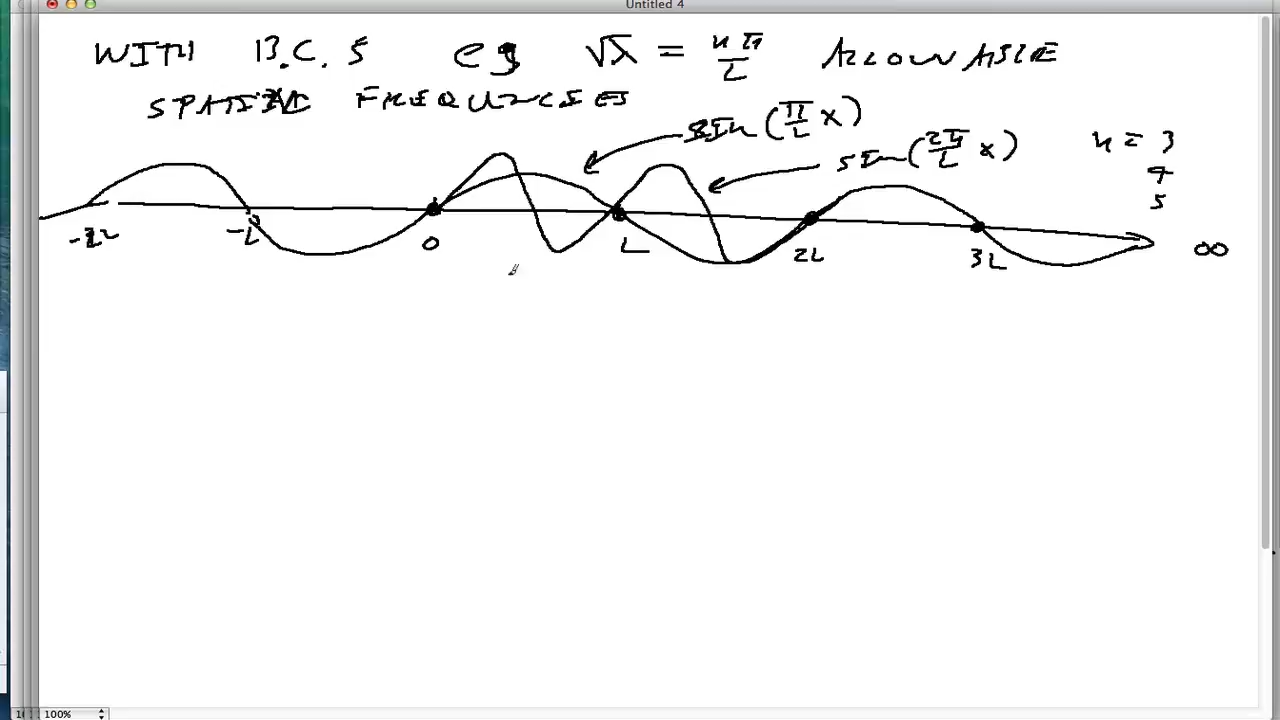 Untitled 4
WITH B.C.S eg √λ = nπ/L ALLOWABLE
SPATIAL FREQUENCIES
sin(π/L x)
sin(2π/L x)
n = 3
4
5
-2L -L 0 L 2L 3L ∞
100%